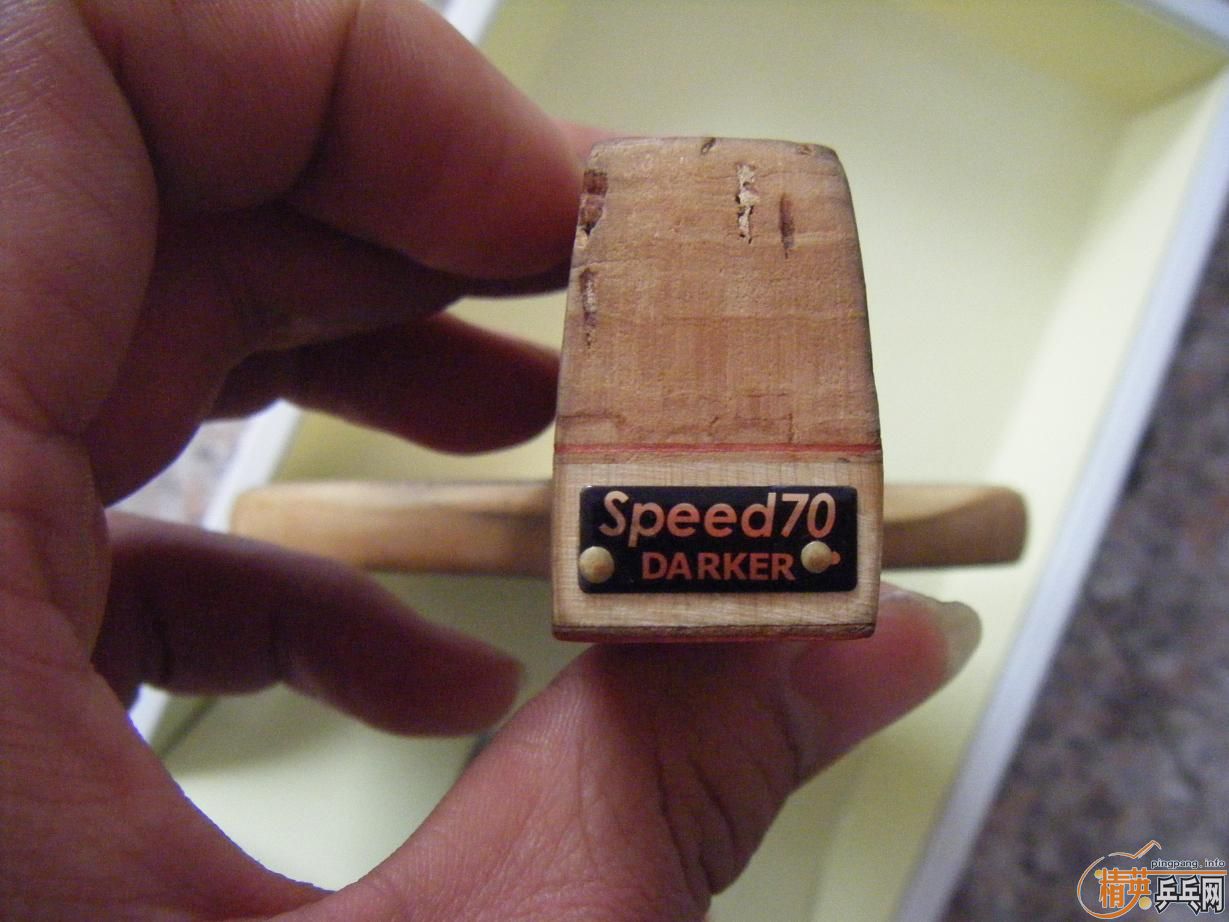 Speed70
DARKER
pingpang.info
精英乒乓网